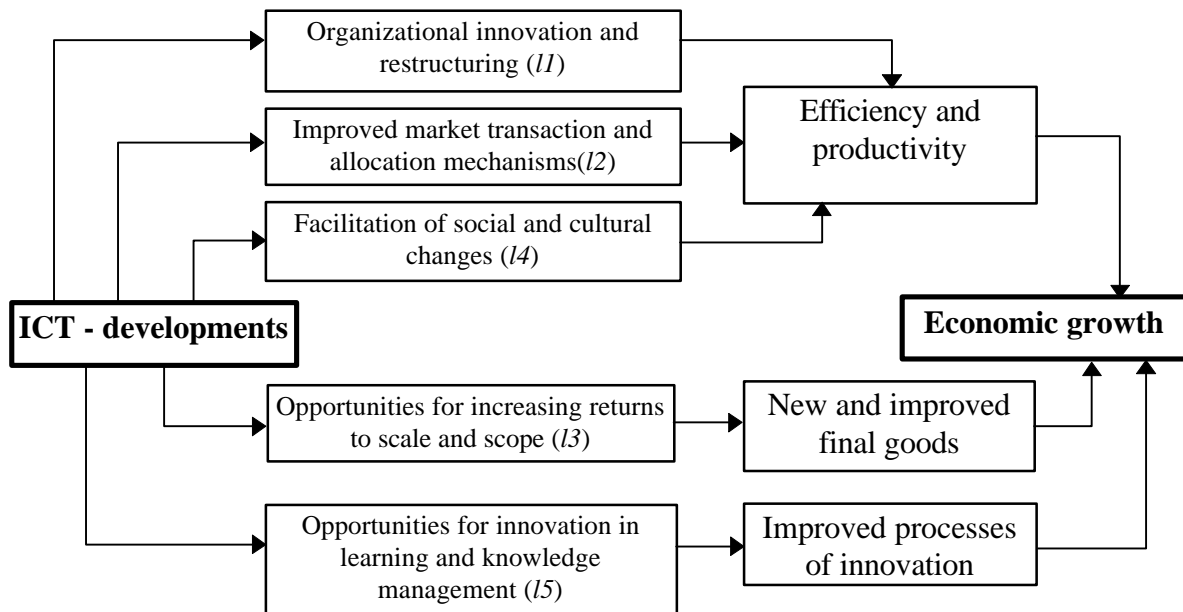 Organizational innovation and
restructuring (l1)
Improved market transaction and
allocation mechanisms(l2)
Efficiency and
productivity
Facilitation of social and cultural
changes (l4)
ICT - developments
Economic growth
Opportunities for increasing returns
to scale and scope (l3)
New and improved
final goods
Opportunities for innovation in
learning and knowledge
management (l5)
Improved processes
of innovation